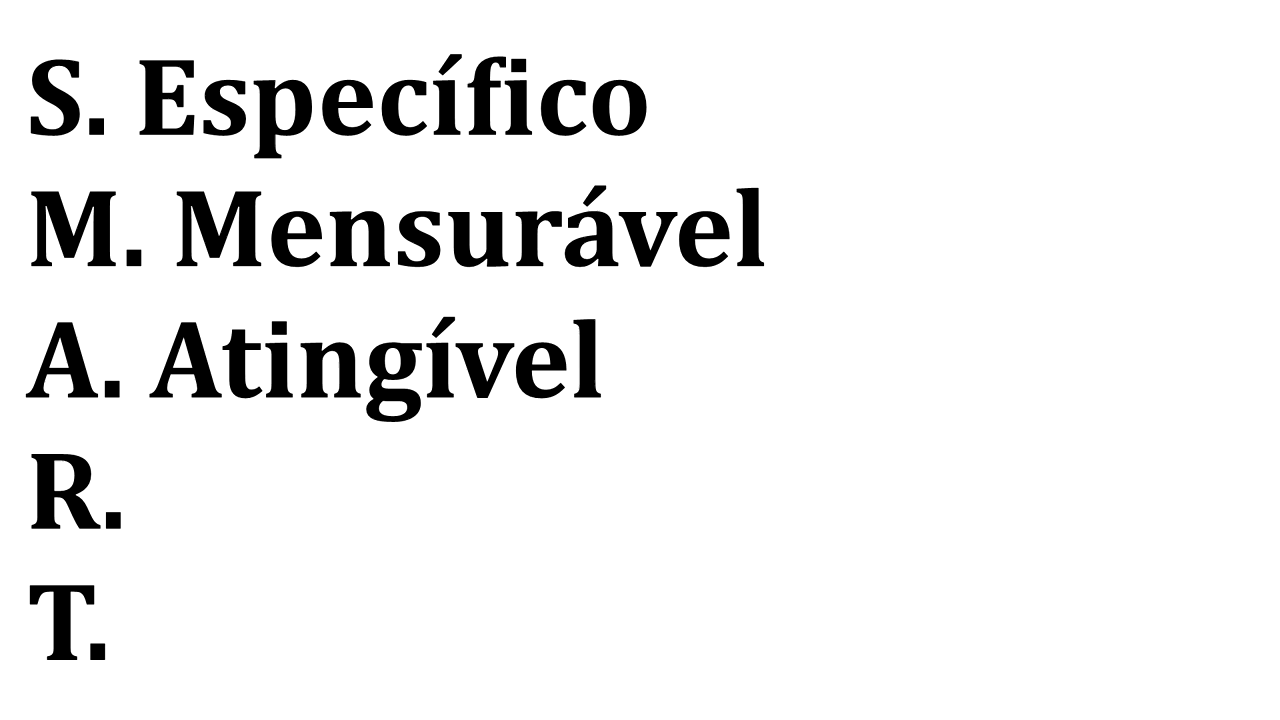 S. Específico
M. Mensurável
A. Atingível
R.
T.